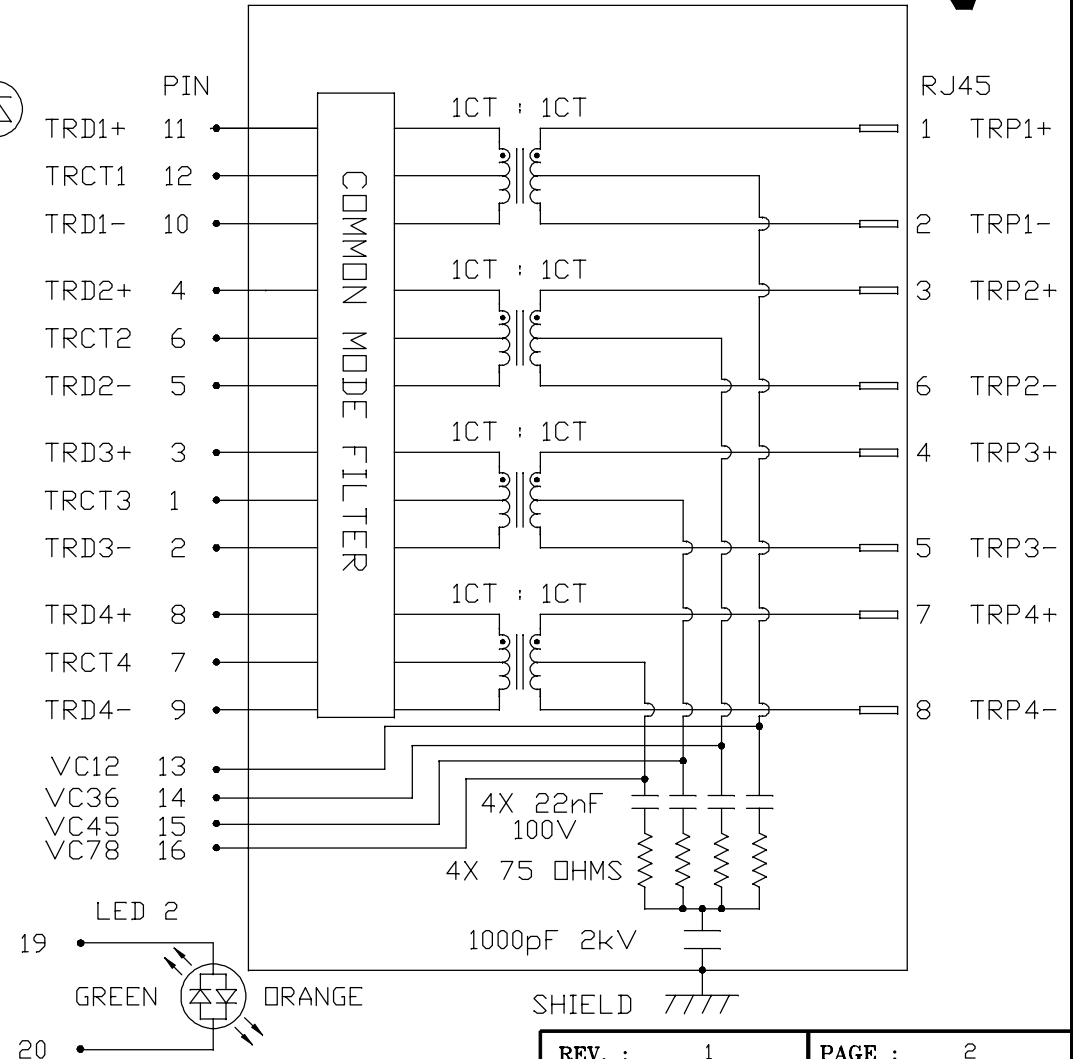 PIN RJ45
1CT : 1CT
TRD1+ 11 1 TRP1+
TRCT1 12
TRD1- 10 2 TRP1-
1CT : 1CT
TRD2+ 4 3 TRP2+
TRCT2 6
TRD2- 5 6 TRP2-
1CT : 1CT
TRD3+ 3 4 TRP3+
TRCT3 1
TRD3- 2 5 TRP3-
1CT : 1CT
TRD4+ 8 7 TRP4+
TRCT4 7
TRD4- 9 8 TRP4-
COMMON MODE FILTER
VC12 13
VC36 14
VC45 15
VC78 16
4X 22nF
100V
4X 75 OHMS
1000pF 2kV
SHIELD
LED 2
19
GREEN ORANGE
20
REV. : 1 PAGE : 2